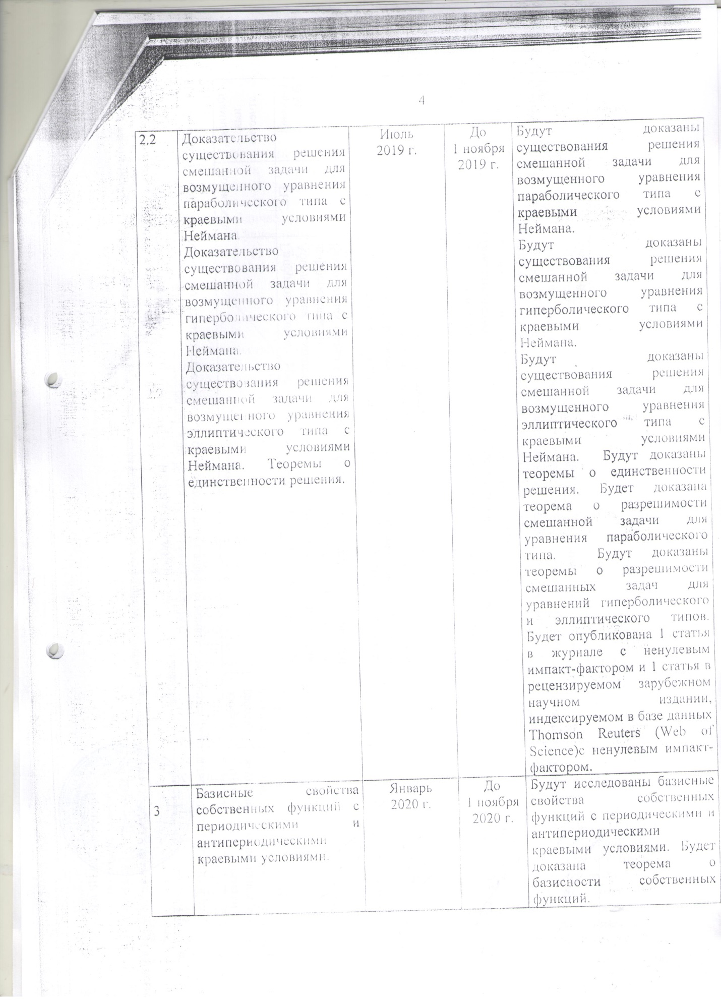 4
2,2
Доказательство
существования решения
смешанной задачи для
возмущенного уравнения
параболического типа с
краевыми условиями
Неймана.
Доказательство
существования решения
смешанной задачи для
возмущенного уравнения
гиперболического типа с
краевыми условиями
Неймана.
Доказательство
существования решения
смешанной задачи для
возмущенного уравнения
эллиптического типа с
краевыми условиями
Неймана. Теоремы о
единственности решения.
Июль
2019 г.
До
1 ноября
2019 г.
Будут доказаны
существования решения
смешанной задачи для
возмущенного уравнения
параболического типа с
краевыми условиями
Неймана.
Будут доказаны
существования решения
смешанной задачи для
возмущенного уравнения
гиперболического типа с
краевыми условиями
Неймана.
Будут доказаны
существования решения
смешанной задачи для
возмущенного уравнения
эллиптического типа с
краевыми условиями
Неймана. Будут доказаны
теоремы о единственности
решения. Будет доказана
теорема о разрешимости
смешанной задачи для
уравнения параболического
типа. Будут доказаны
теоремы о разрешимости
смешанных задач для
уравнений гиперболического
и эллиптического типов.
Будет опубликована 1 статья
в журнале с ненулевым
импакт-фактором и 1 статья в
рецензируемом зарубежном
научном издании,
индексируемом в базе данных
Thomson Reuters (Web of
Science)с ненулевым импакт-
фактором.
3
Базисные свойства
собственных функций с
периодическими и
антипериодическими
краевыми условиями.
Январь
2020 г.
До
1 ноября
2020 г.
Будут исследованы базисные
свойства собственных
функций с периодическими и
антипериодическими
краевыми условиями. Будет
доказана теорема о
базисности собственных
функций.